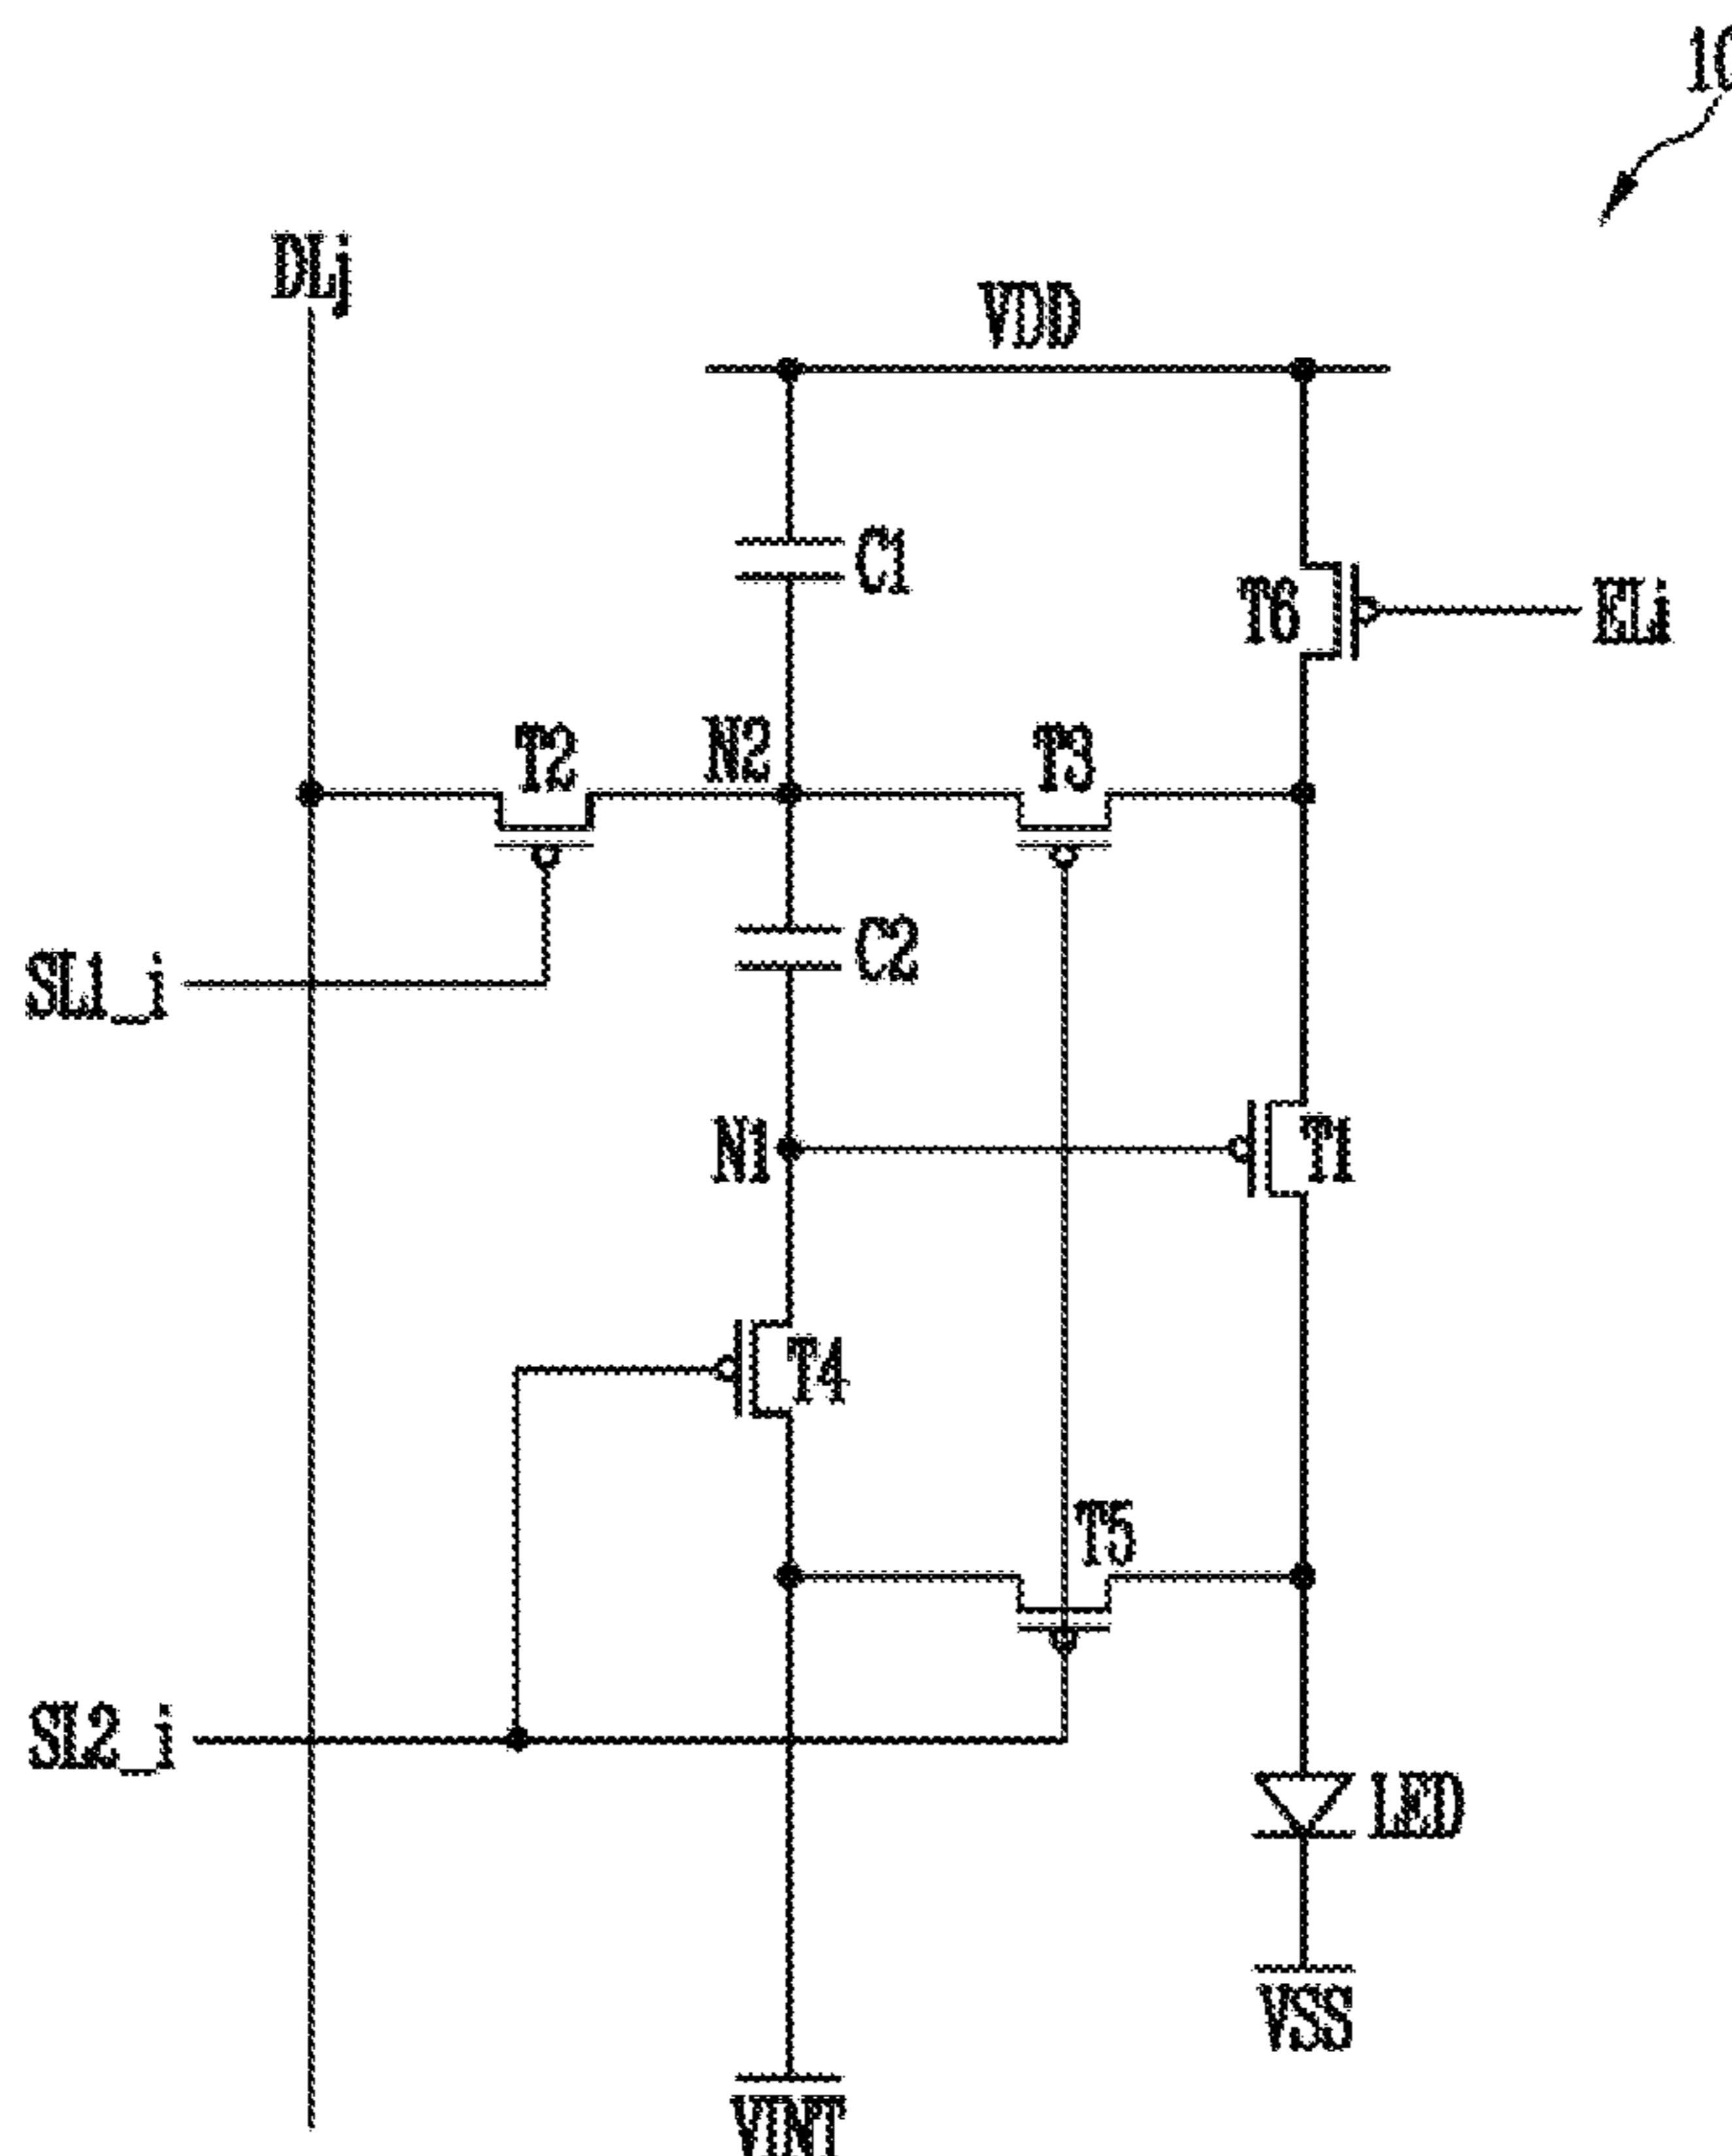 DLj
VDD
C1
T6
ELi
T2
N2
T3
SL1_i
C2
N1
T1
T4
T5
SL2_i
LED
VSS
VINT